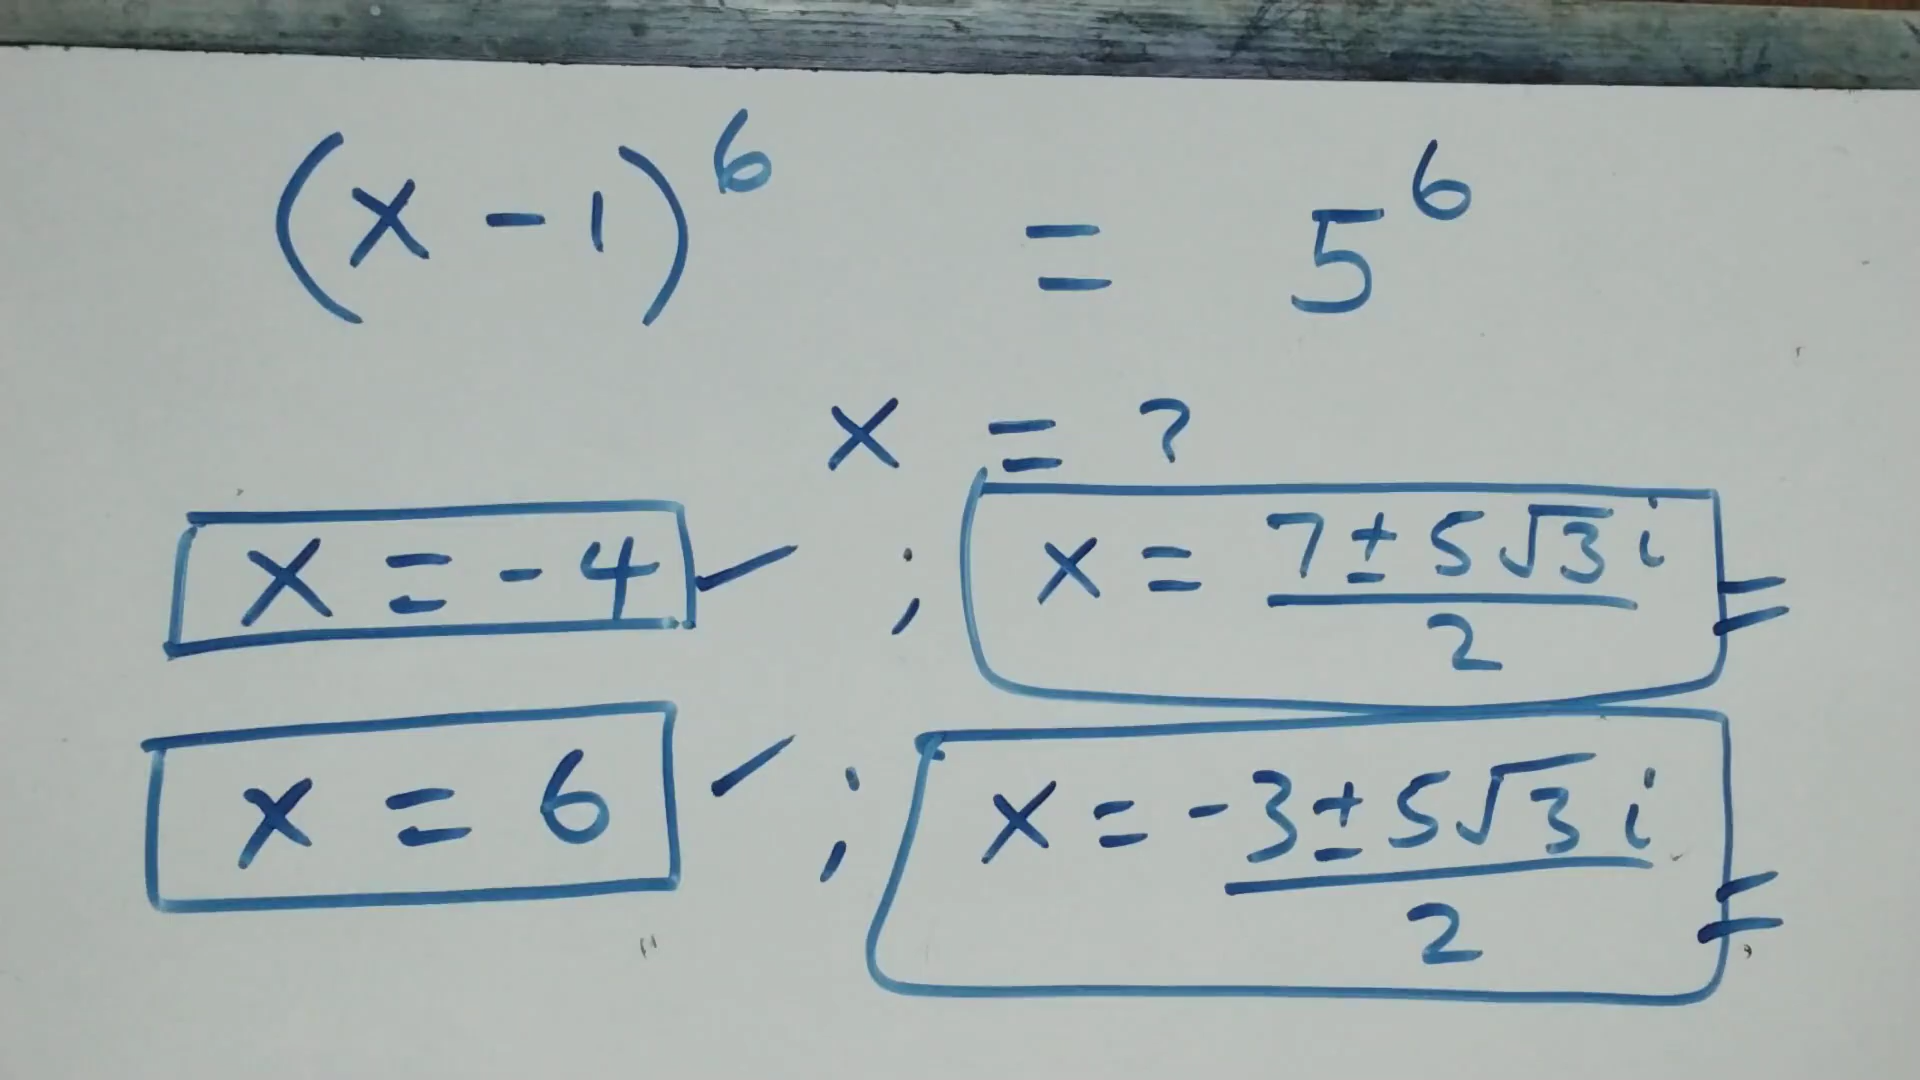 (x - 1)^6 = 5^6
x = ?
x = -4 ✓ ; x = (7 ± 5√3 i)/2
x = 6 ✓ ; x = (-3 ± 5√3 i)/2